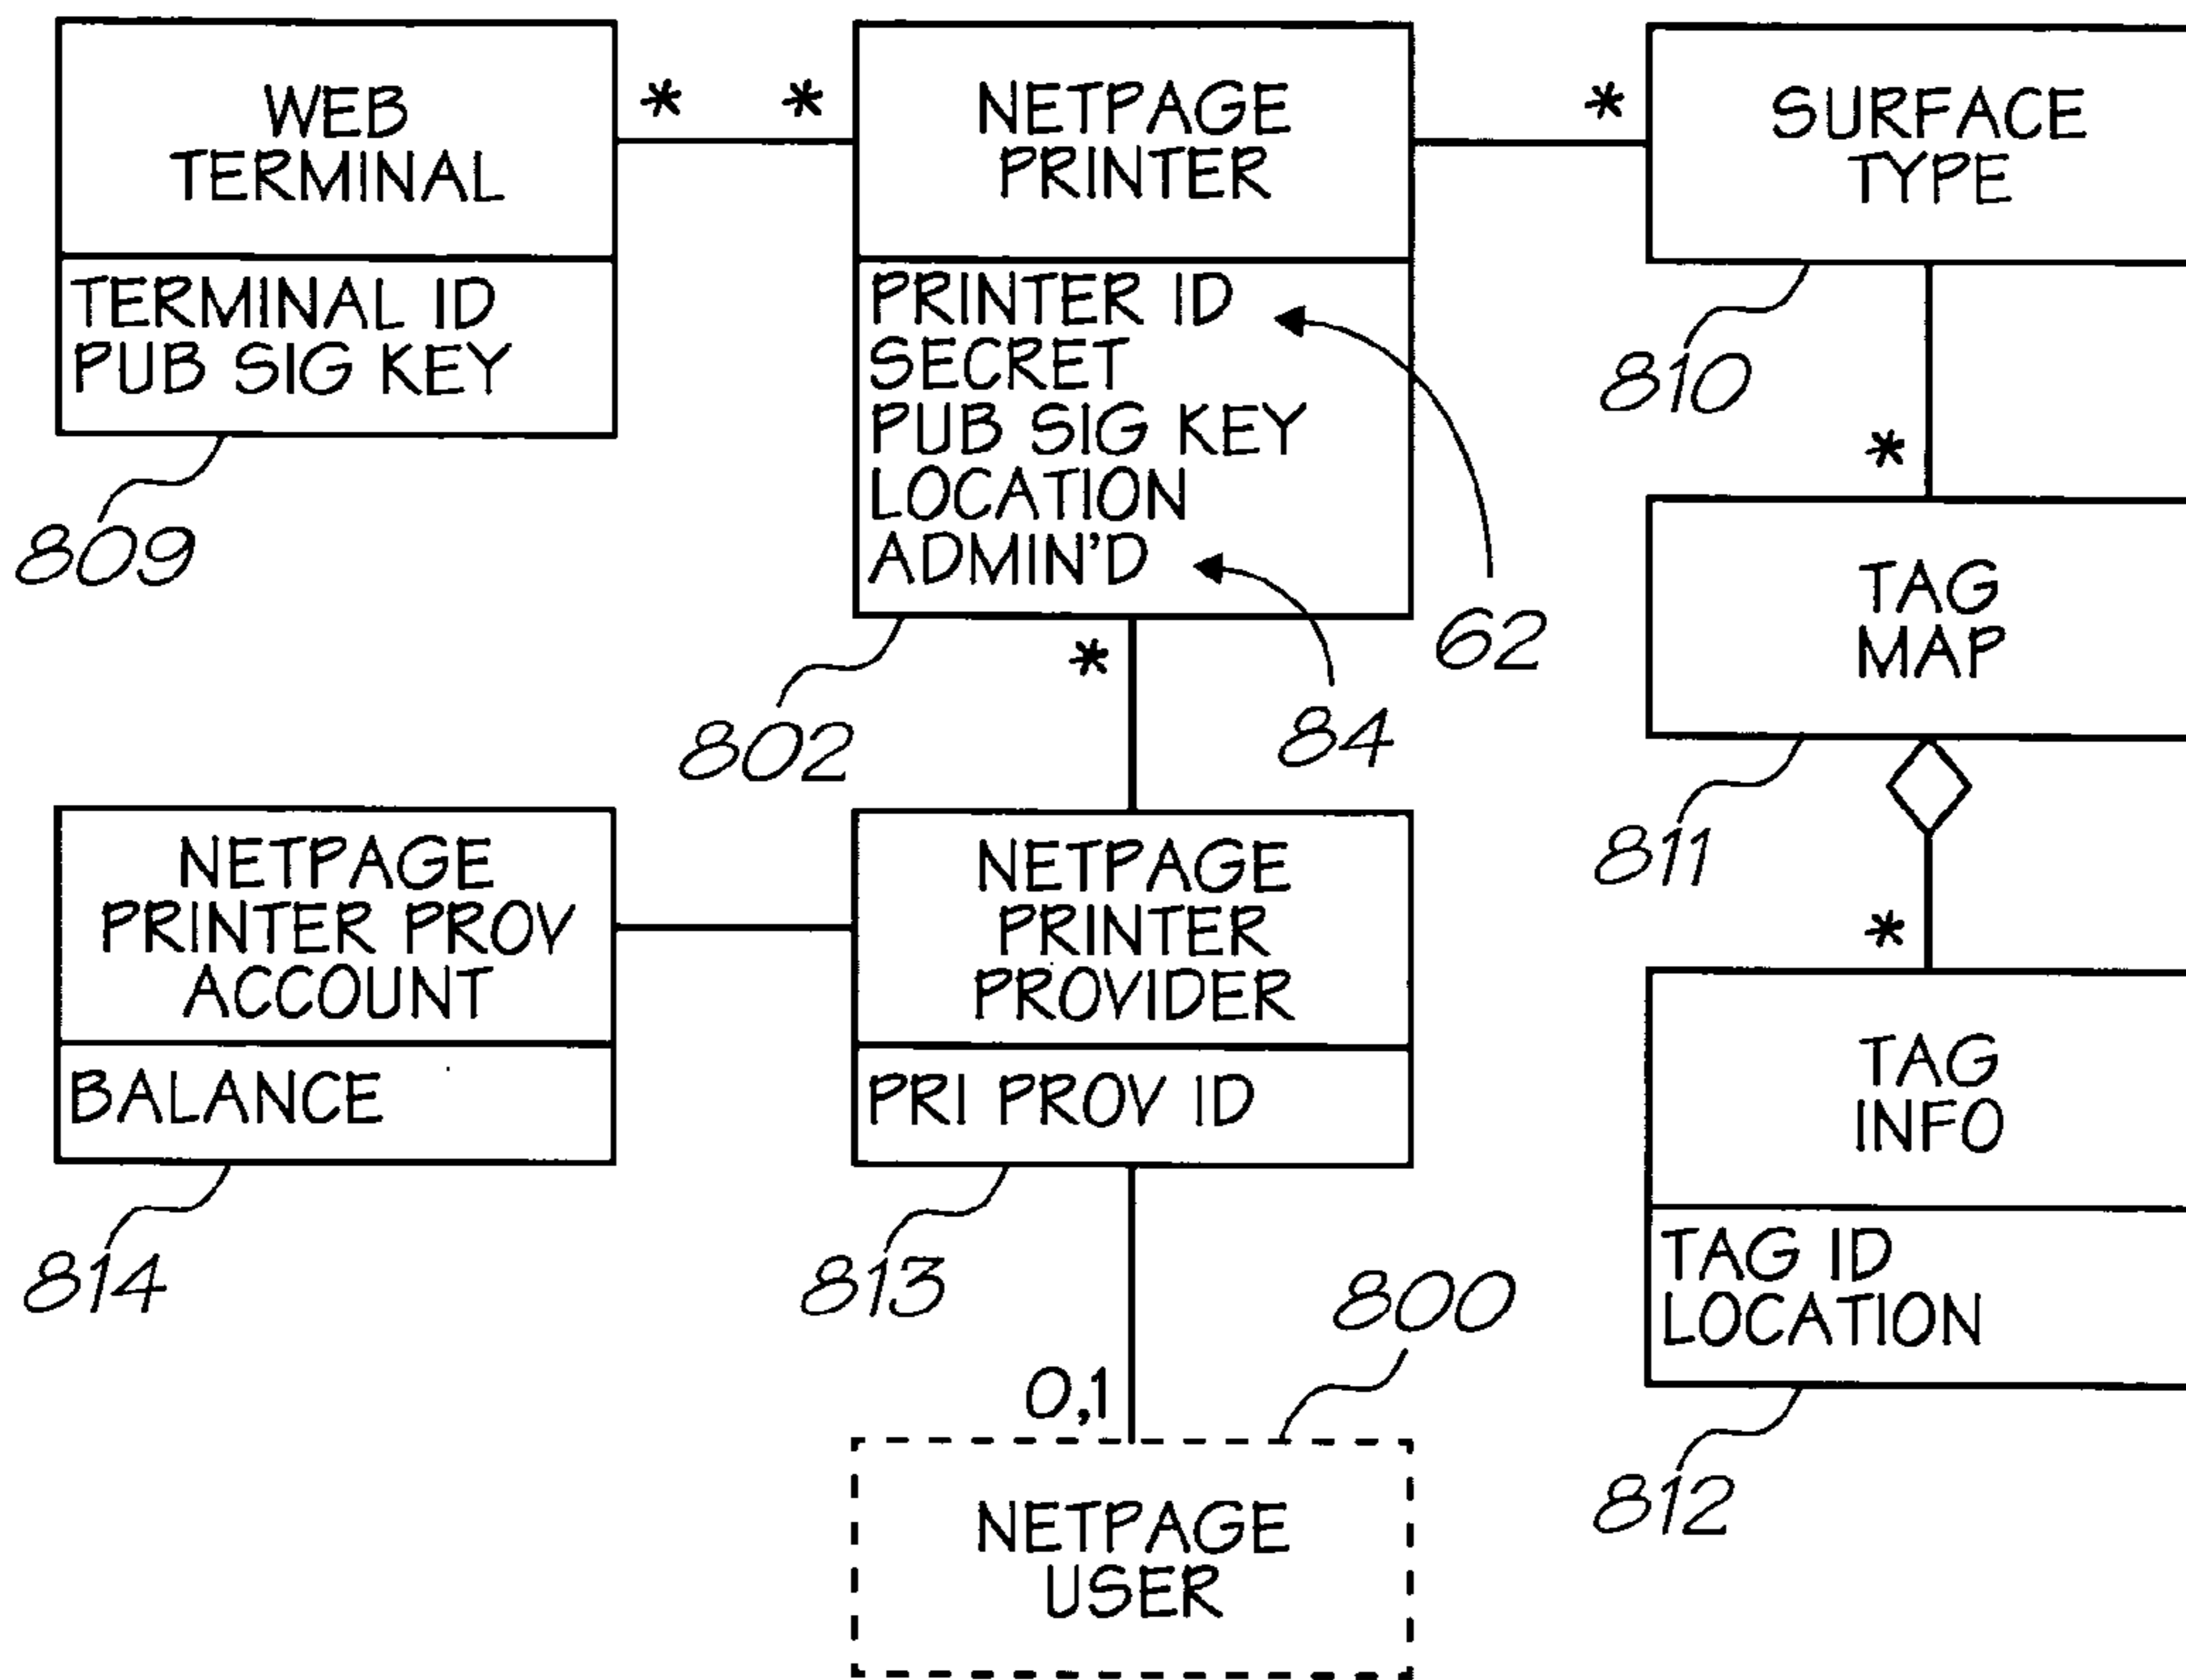 WEB
TERMINAL
TERMINAL ID
PUB SIG KEY
809
*
*
NETPAGE
PRINTER
PRINTER ID
SECRET
PUB SIG KEY
LOCATION
ADMIN'D
62
84
802
*
*
SURFACE
TYPE
810
*
TAG
MAP
811
*
TAG
INFO
TAG ID
LOCATION
812
NETPAGE
PRINTER PROV
ACCOUNT
BALANCE
814
NETPAGE
PRINTER
PROVIDER
PRI PROV ID
813
800
0,1
NETPAGE
USER